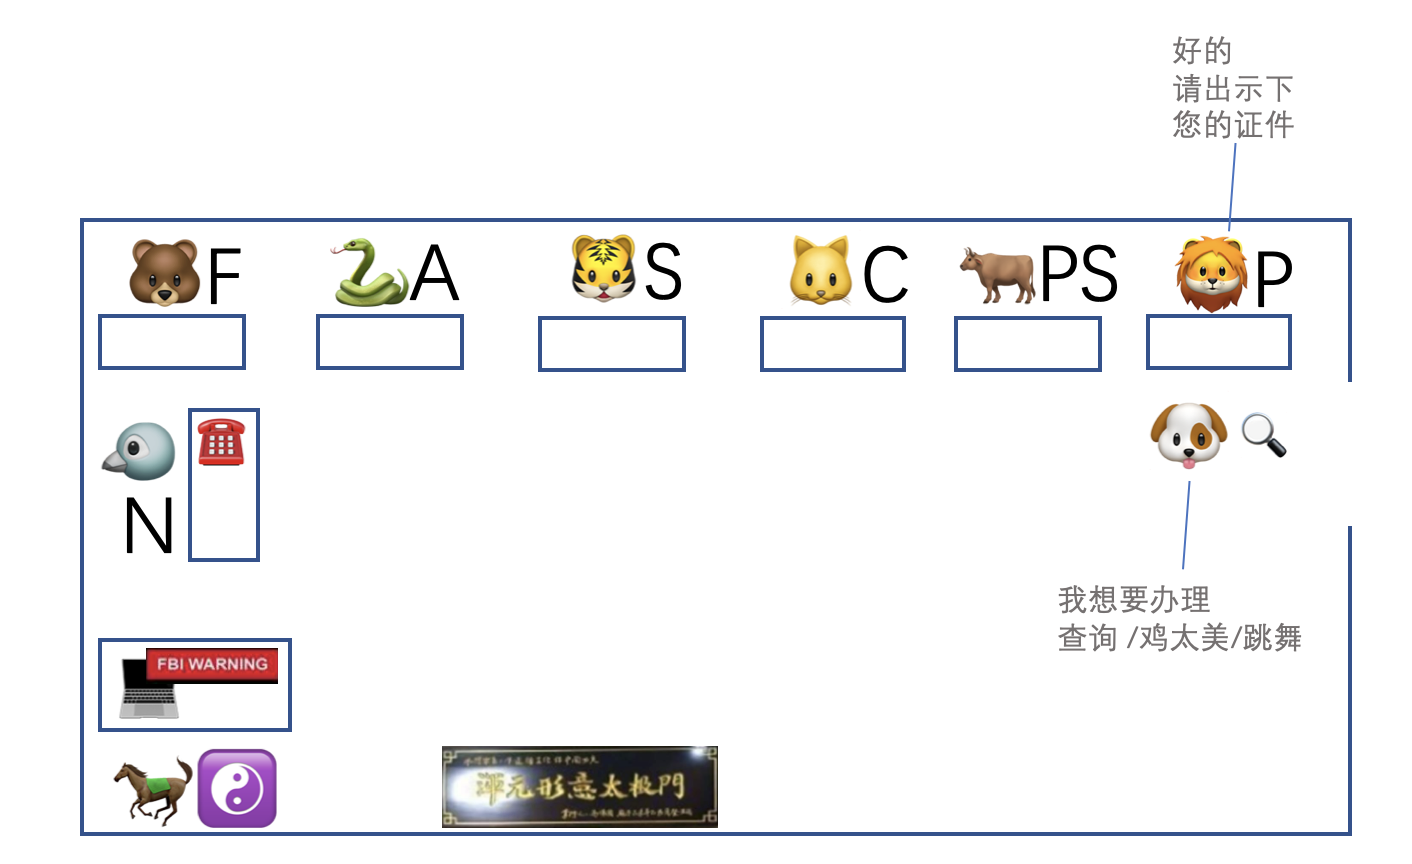 好的
请出示下
您的证件
F A S C PS P
N
我想要办理
查询 /鸡太美/跳舞
FBI WARNING
渾元形意太极門